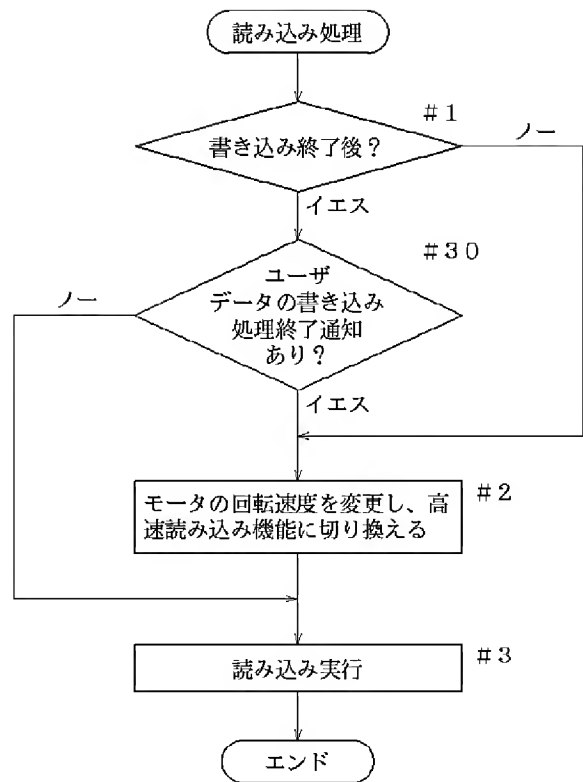 読み込み処理
#1
書き込み終了後？
ノー
イエス
#30
ユーザ
データの書き込み
処理終了通知
あり？
ノー
イエス
#2
モータの回転速度を変更し、高
速読み込み機能に切り換える
#3
読み込み実行
エンド